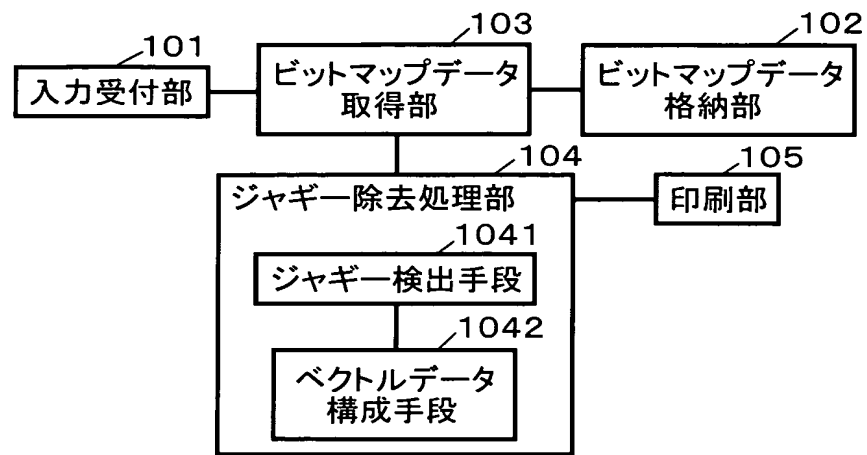 101
入力受付部
103
ビットマップデータ
取得部
102
ビットマップデータ
格納部
104
ジャギー除去処理部
105
印刷部
1041
ジャギー検出手段
1042
ベクトルデータ
構成手段